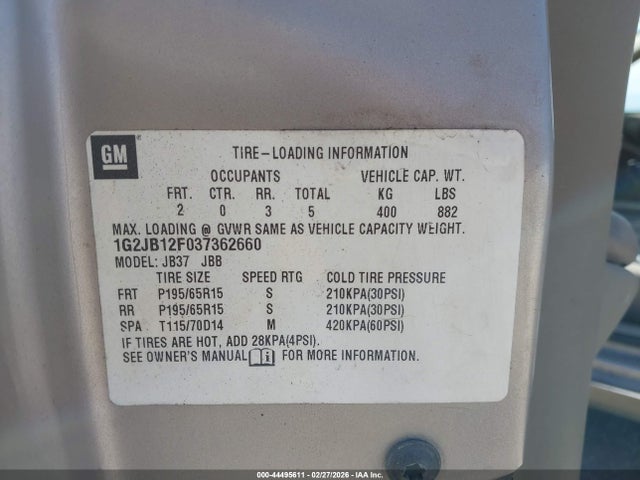 GM
TIRE-LOADING INFORMATION
OCCUPANTS VEHICLE CAP. WT.
FRT. CTR. RR. TOTAL KG LBS
2 0 3 5 400 882
MAX. LOADING @ GVWR SAME AS VEHICLE CAPACITY WEIGHT.
1G2JB12F037362660
MODEL: JB37 JBB
TIRE SIZE SPEED RTG COLD TIRE PRESSURE
FRT P195/65R15 S 210KPA(30PSI)
RR P195/65R15 S 210KPA(30PSI)
SPA T115/70D14 M 420KPA(60PSI)
IF TIRES ARE HOT, ADD 28KPA(4PSI).
SEE OWNER'S MANUAL FOR MORE INFORMATION.
000-44495611 - 02/27/2026 - IAA Inc.